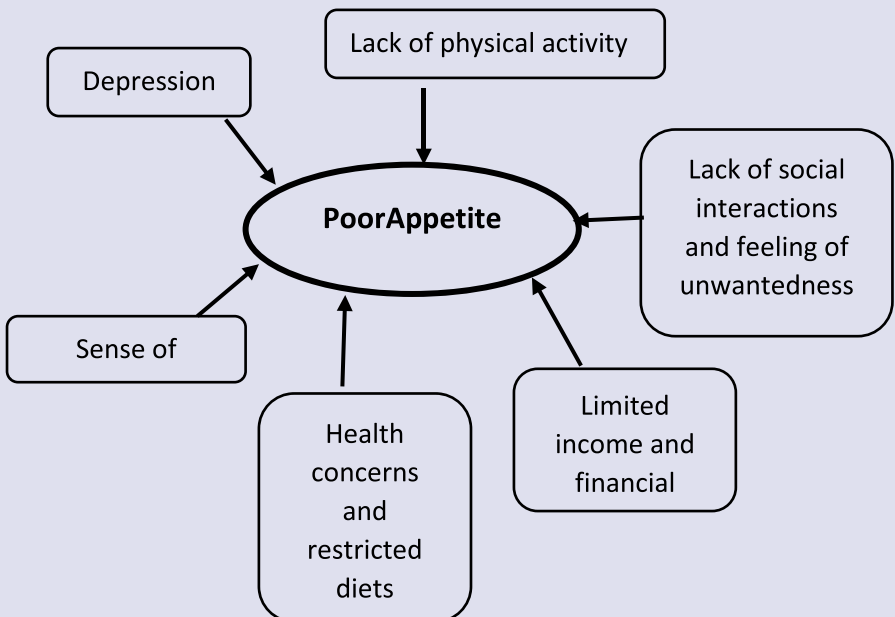 Lack of physical activity
Depression
Lack of social
interactions
and feeling of
unwantedness
PoorAppetite
Sense of
Limited
income and
financial
Health
concerns
and
restricted
diets